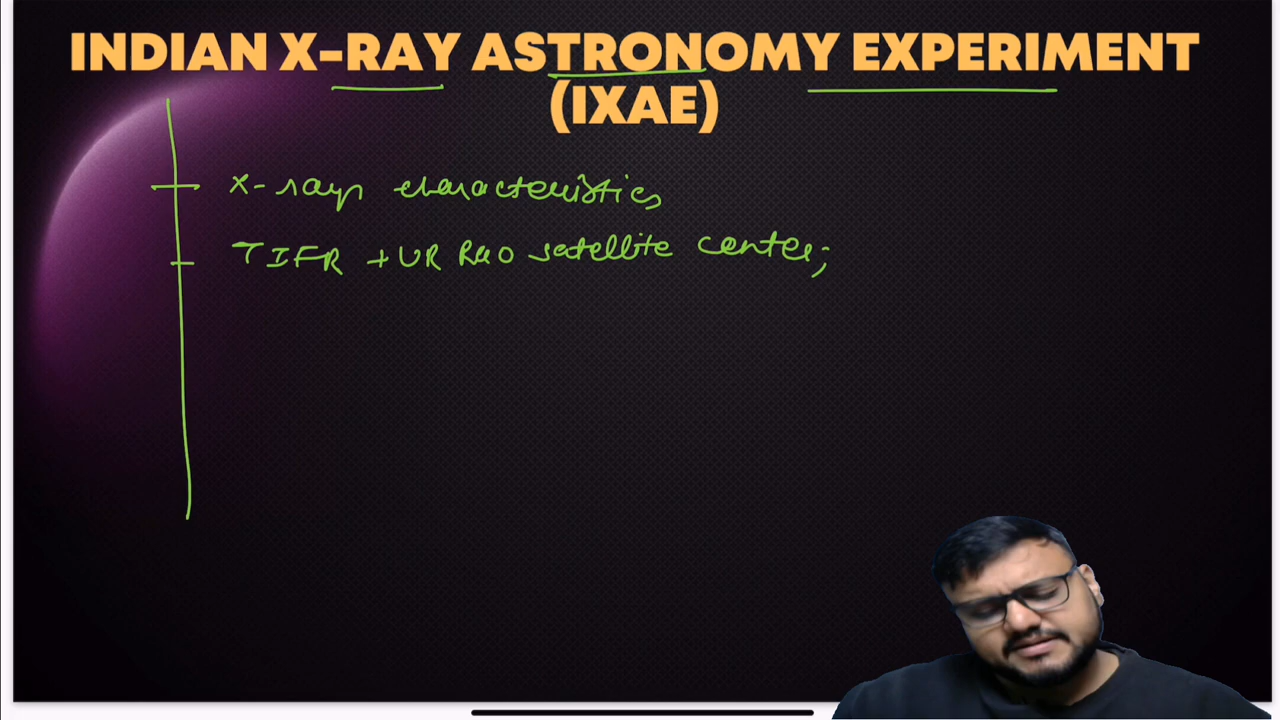 INDIAN X-RAY ASTRONOMY EXPERIMENT
(IXAE)
X-rays characteristics
TIFR + UR Rao satellite center;